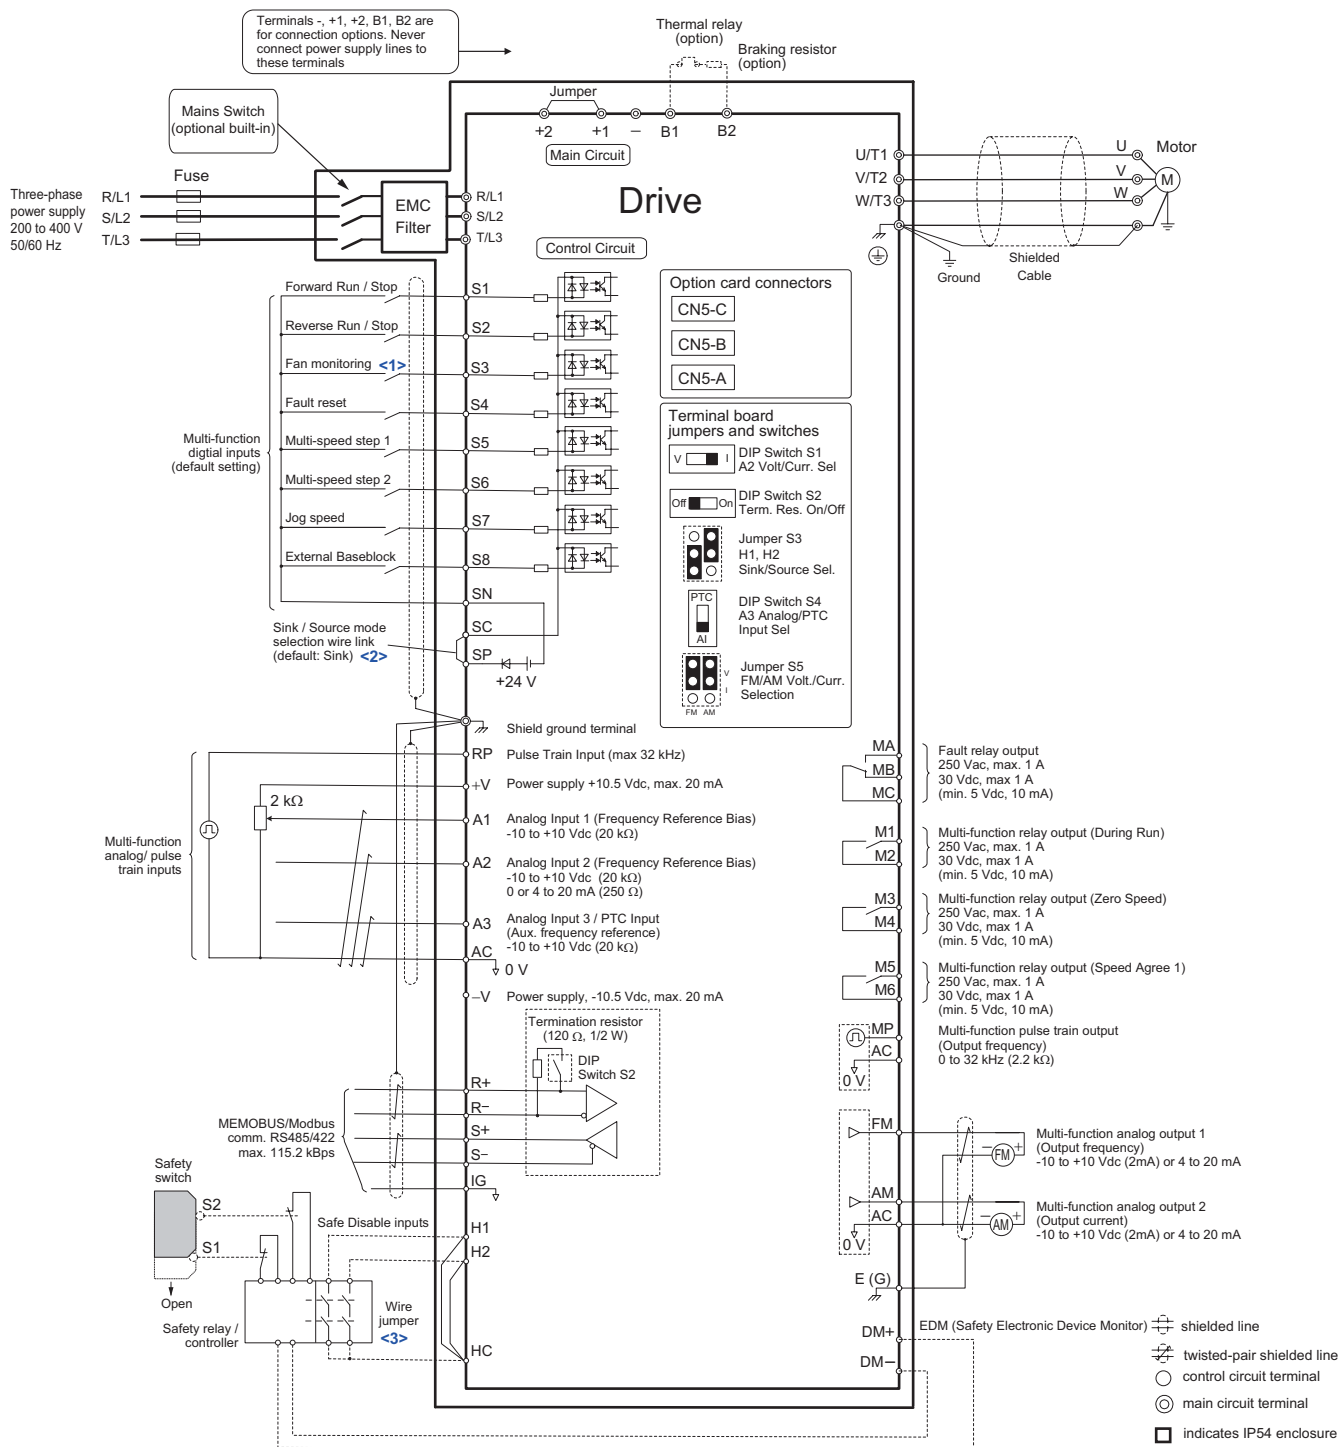 Terminals -, +1, +2, B1, B2 are
for connection options. Never
connect power supply lines to
these terminals
Thermal relay
(option)
Braking resistor
(option)
Jumper
+2
+1
−
B1
B2
Main Circuit
Mains Switch
(optional built-in)
Fuse
Three-phase
power supply
200 to 400 V
50/60 Hz
R/L1
S/L2
T/L3
EMC
Filter
R/L1
S/L2
T/L3
Drive
U/T1
V/T2
W/T3
U
V
W
Motor
M
Ground
Shielded
Cable
Control Circuit
Multi-function
digtial inputs
(default setting)
Forward Run / Stop
S1
Reverse Run / Stop
S2
Fan monitoring <1>
S3
Fault reset
S4
Multi-speed step 1
S5
Multi-speed step 2
S6
Jog speed
S7
External Baseblock
S8
SN
SC
SP
+24 V
Sink / Source mode
selection wire link
(default: Sink) <2>
Option card connectors
CN5-C
CN5-B
CN5-A
Terminal board
jumpers and switches
V
I
DIP Switch S1
A2 Volt/Curr. Sel
Off
On
DIP Switch S2
Term. Res. On/Off
Jumper S3
H1, H2
Sink/Source Sel.
PTC
AI
DIP Switch S4
A3 Analog/PTC
Input Sel
V
I
FM AM
Jumper S5
FM/AM Volt./Curr.
Selection
Shield ground terminal
Multi-function
analog/ pulse
train inputs
2 kΩ
RP
Pulse Train Input (max 32 kHz)
+V
Power supply +10.5 Vdc, max. 20 mA
A1
Analog Input 1 (Frequency Reference Bias)
-10 to +10 Vdc (20 kΩ)
A2
Analog Input 2 (Frequency Reference Bias)
-10 to +10 Vdc (20 kΩ)
0 or 4 to 20 mA (250 Ω)
A3
Analog Input 3 / PTC Input
(Aux. frequency reference)
-10 to +10 Vdc (20 kΩ)
AC
0 V
−V
Power supply, -10.5 Vdc, max. 20 mA
Termination resistor
(120 Ω, 1/2 W)
DIP
Switch S2
MEMOBUS/Modbus
comm. RS485/422
max. 115.2 kBps
R+
R−
S+
S−
IG
MA
MB
MC
Fault relay output
250 Vac, max. 1 A
30 Vdc, max 1 A
(min. 5 Vdc, 10 mA)
M1
M2
Multi-function relay output (During Run)
250 Vac, max. 1 A
30 Vdc, max 1 A
(min. 5 Vdc, 10 mA)
M3
M4
Multi-function relay output (Zero Speed)
250 Vac, max. 1 A
30 Vdc, max 1 A
(min. 5 Vdc, 10 mA)
M5
M6
Multi-function relay output (Speed Agree 1)
250 Vac, max. 1 A
30 Vdc, max 1 A
(min. 5 Vdc, 10 mA)
MP
AC
0 V
Multi-function pulse train output
(Output frequency)
0 to 32 kHz (2.2 kΩ)
FM
− +
FM
Multi-function analog output 1
(Output frequency)
-10 to +10 Vdc (2mA) or 4 to 20 mA
AM
AC
0 V
− +
AM
Multi-function analog output 2
(Output current)
-10 to +10 Vdc (2mA) or 4 to 20 mA
E (G)
Safety
switch
S2
S1
Open
Safety relay /
controller
Safe Disable inputs
H1
H2
Wire
jumper
<3>
HC
DM+
DM−
EDM (Safety Electronic Device Monitor)
shielded line
twisted-pair shielded line
control circuit terminal
main circuit terminal
indicates IP54 enclosure